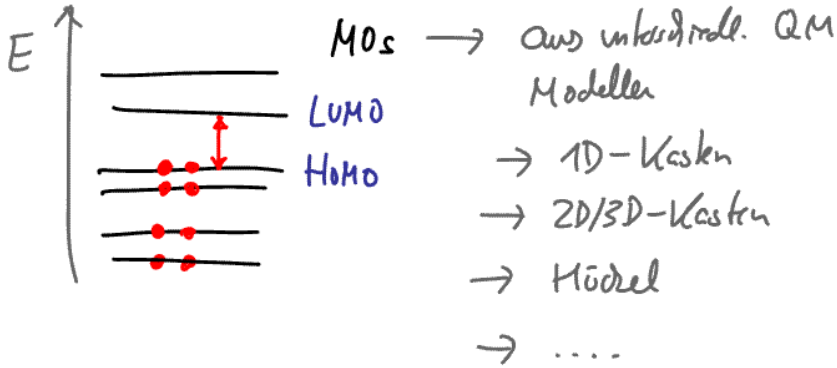 E
MOs → aus unterschiedl. QM
Modellen
LUMO
→ 1D-Kasten
HOMO
→ 2D/3D-Kasten
→ Hückel
→ ....